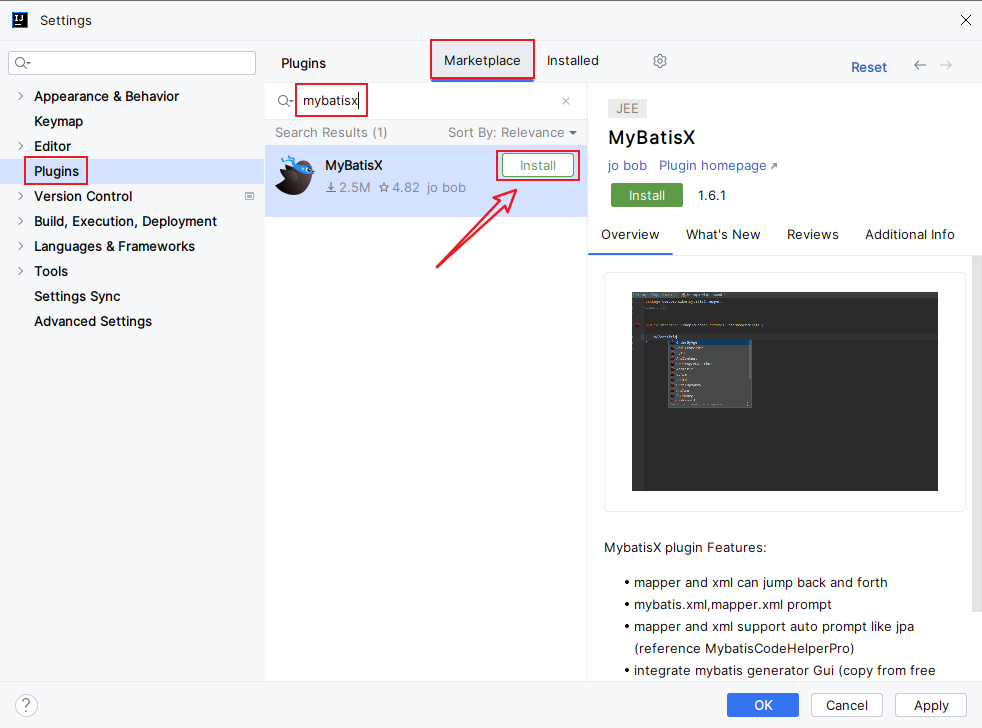 Settings
Appearance & Behavior
Keymap
Editor
Plugins
Version Control
Build, Execution, Deployment
Languages & Frameworks
Tools
Settings Sync
Advanced Settings
Plugins
Marketplace
Installed
Reset
mybatisx
Search Results (1)
Sort By: Relevance
MyBatisX
Install
2.5M
4.82
jo bob
JEE
MyBatisX
jo bob
Plugin homepage
Install
1.6.1
Overview
What's New
Reviews
Additional Info
MybatisX plugin Features:
• mapper and xml can jump back and forth
• mybatis.xml,mapper.xml prompt
• mapper and xml support auto prompt like jpa
(reference MybatisCodeHelperPro)
• integrate mybatis generator Gui (copy from free
?
OK
Cancel
Apply